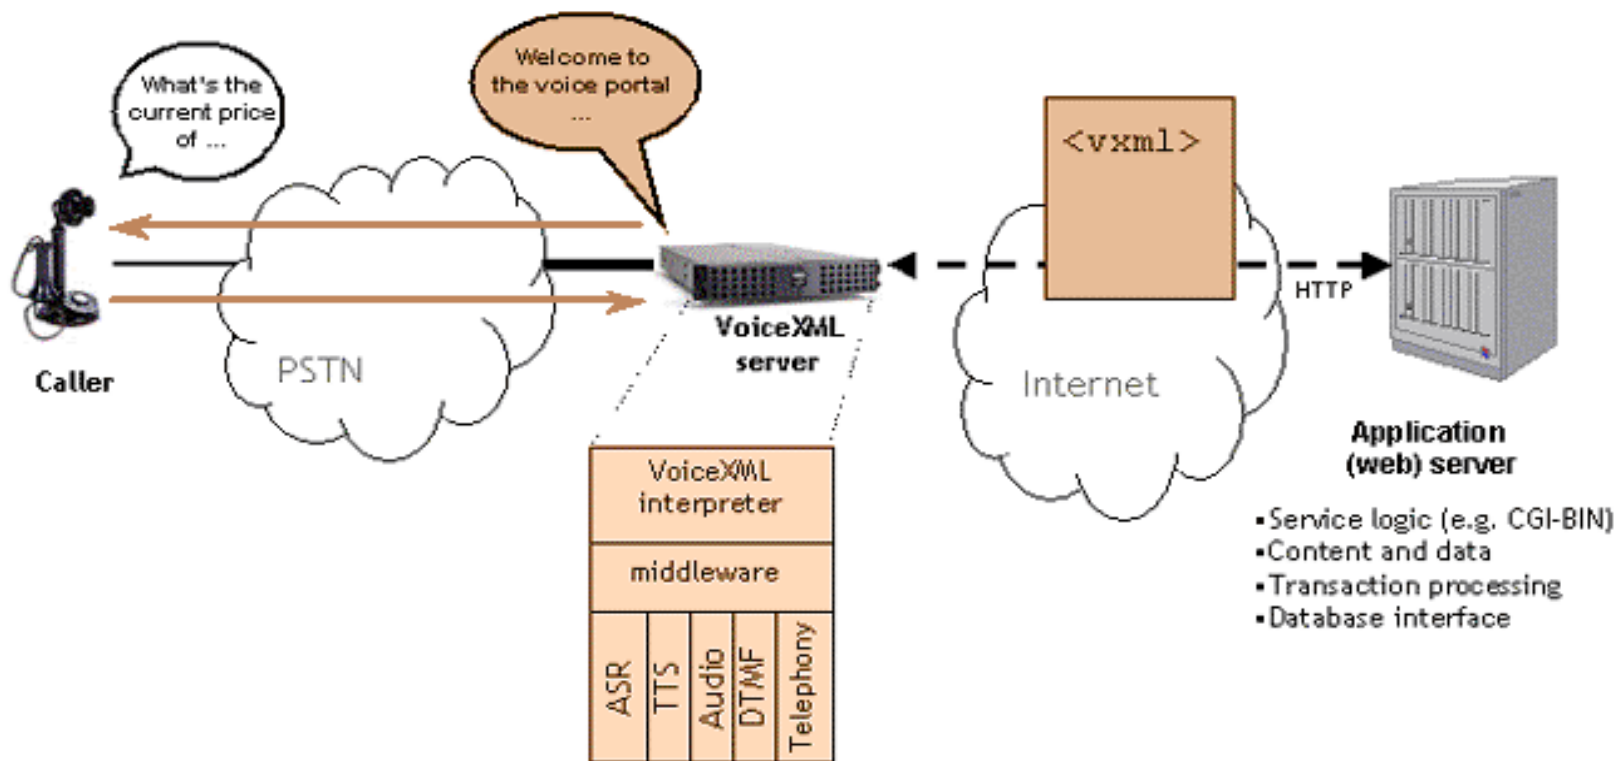 What's the
current price
of ...
Welcome to
the voice portal
...
<vxml>
HTTP
VoiceXML
server
PSTN
Caller
Internet
Application
(web) server
▪Service logic (e.g. CGI-BIN)
▪Content and data
▪Transaction processing
▪Database interface
VoiceXML
interpreter
middleware
ASR
TTS
Audio
DTMF
Telephony